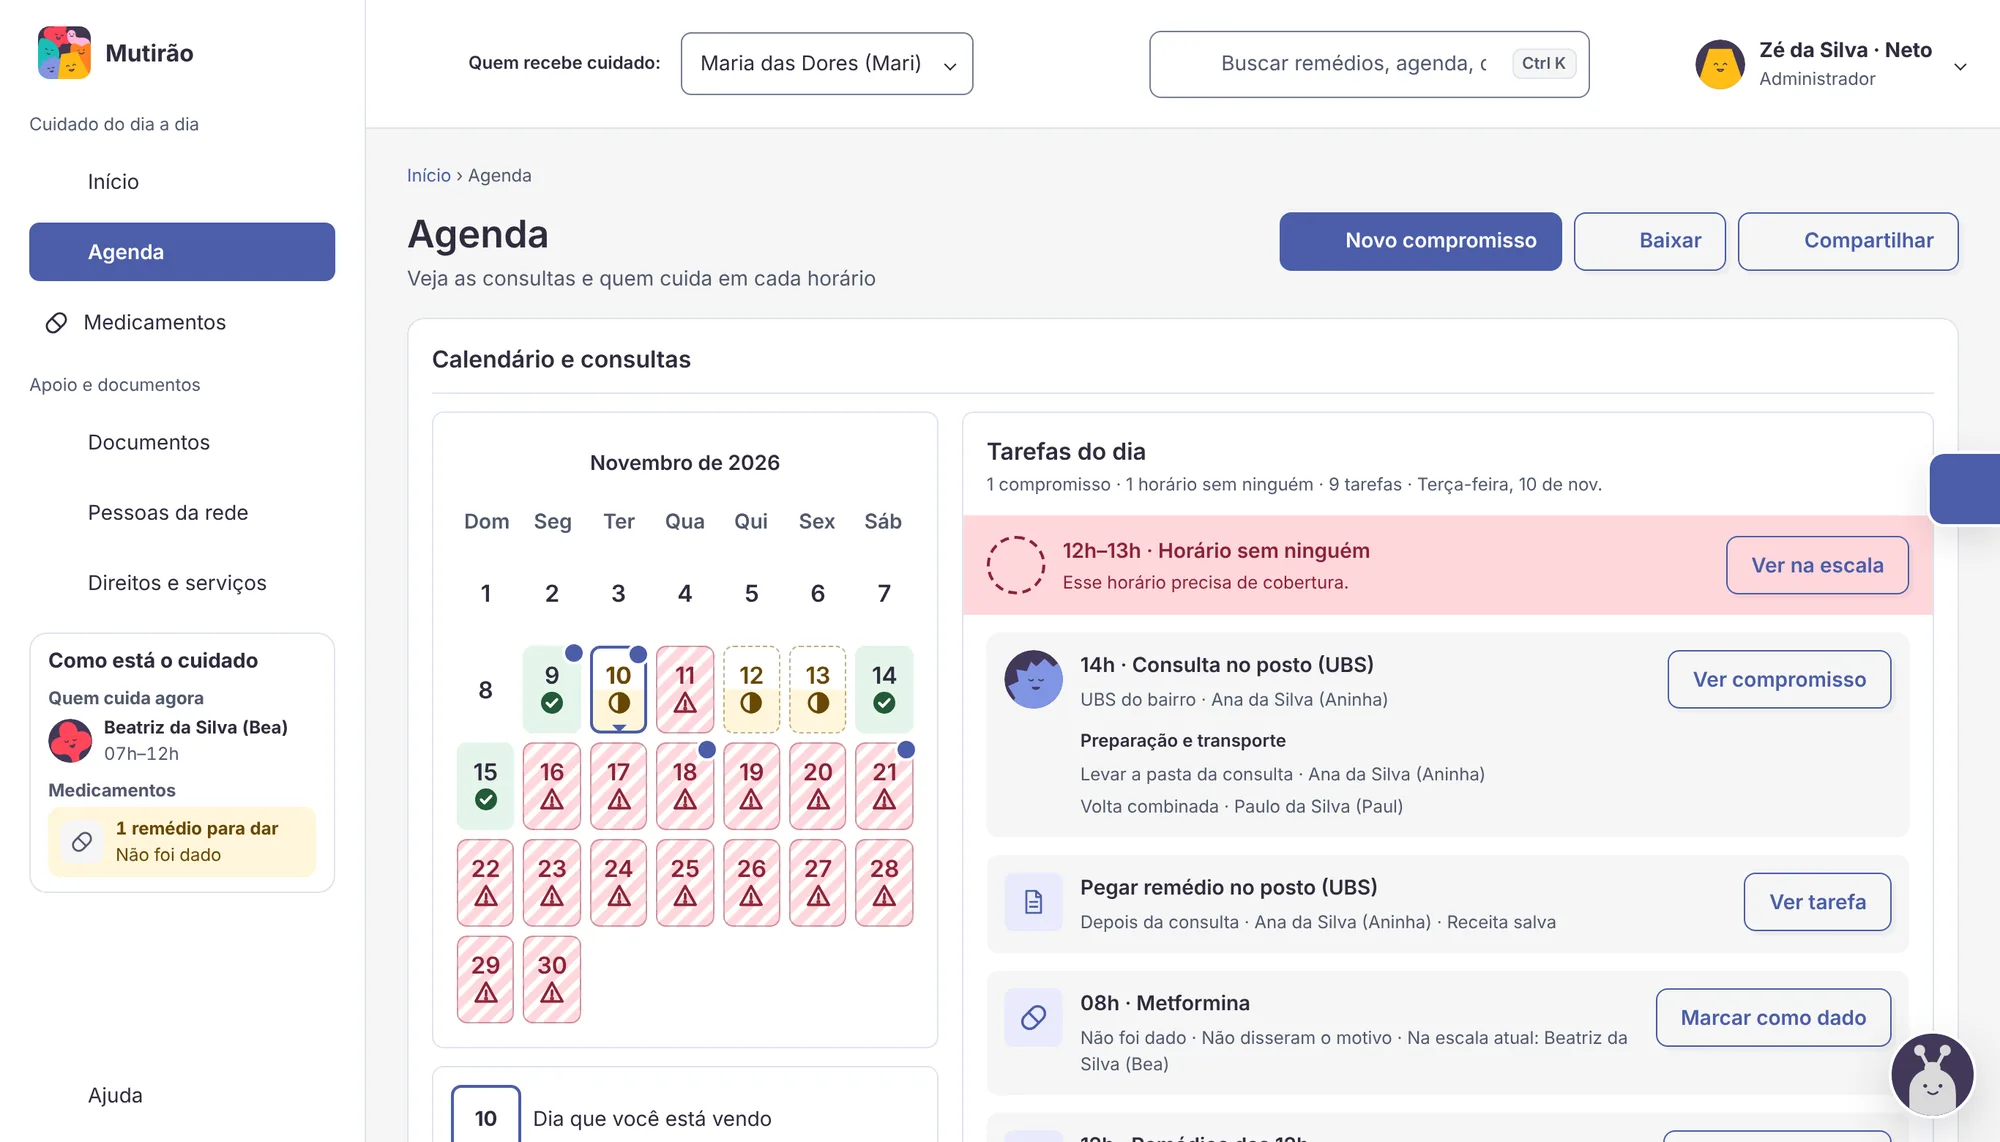 Mutirão
Cuidado do dia a dia
Início
Agenda
Medicamentos
Apoio e documentos
Documentos
Pessoas da rede
Direitos e serviços
Como está o cuidado
Quem cuida agora
Beatriz da Silva (Bea)
07h–12h
Medicamentos
1 remédio para dar
Não foi dado
Ajuda
Quem recebe cuidado:
Maria das Dores (Mari)
Buscar remédios, agenda, c
Ctrl K
Zé da Silva · Neto
Administrador
Início › Agenda
Agenda
Veja as consultas e quem cuida em cada horário
Novo compromisso
Baixar
Compartilhar
Calendário e consultas
Novembro de 2026
Dom Seg Ter Qua Qui Sex Sáb
1 2 3 4 5 6 7
8 9 10 11 12 13 14
15 16 17 18 19 20 21
22 23 24 25 26 27 28
29 30
10 Dia que você está vendo
Tarefas do dia
1 compromisso · 1 horário sem ninguém · 9 tarefas · Terça-feira, 10 de nov.
12h–13h · Horário sem ninguém
Esse horário precisa de cobertura.
Ver na escala
14h · Consulta no posto (UBS)
UBS do bairro · Ana da Silva (Aninha)
Ver compromisso
Preparação e transporte
Levar a pasta da consulta · Ana da Silva (Aninha)
Volta combinada · Paulo da Silva (Paul)
Pegar remédio no posto (UBS)
Depois da consulta · Ana da Silva (Aninha) · Receita salva
Ver tarefa
08h · Metformina
Não foi dado · Não disseram o motivo · Na escala atual: Beatriz da
Silva (Bea)
Marcar como dado